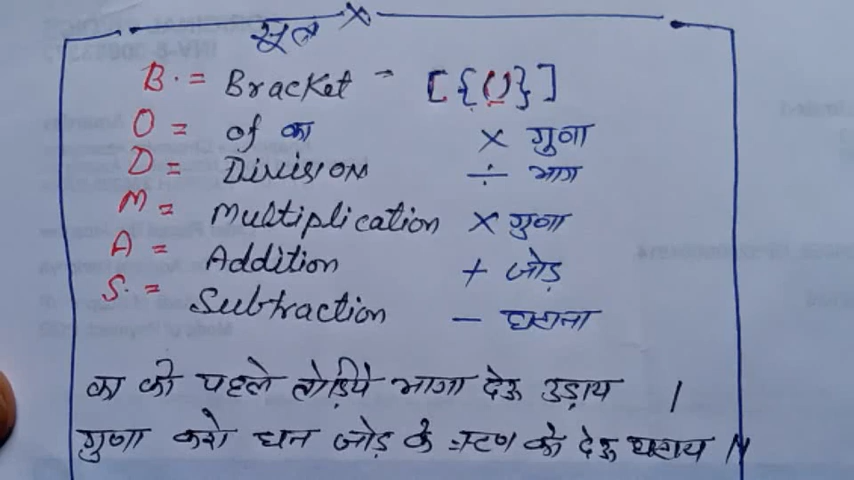 सूत्र
B. = Bracket - [{()}]
O = of का × गुणा
D = Division ÷ भाग
M = Multiplication × गुणा
A = Addition + जोड़
S. = Subtraction - घटाना
का को पहले तोड़िये भागा देऊ उड़ाय |
गुणा करो धन जोड़ के ऋण को देऊ घटाय ||